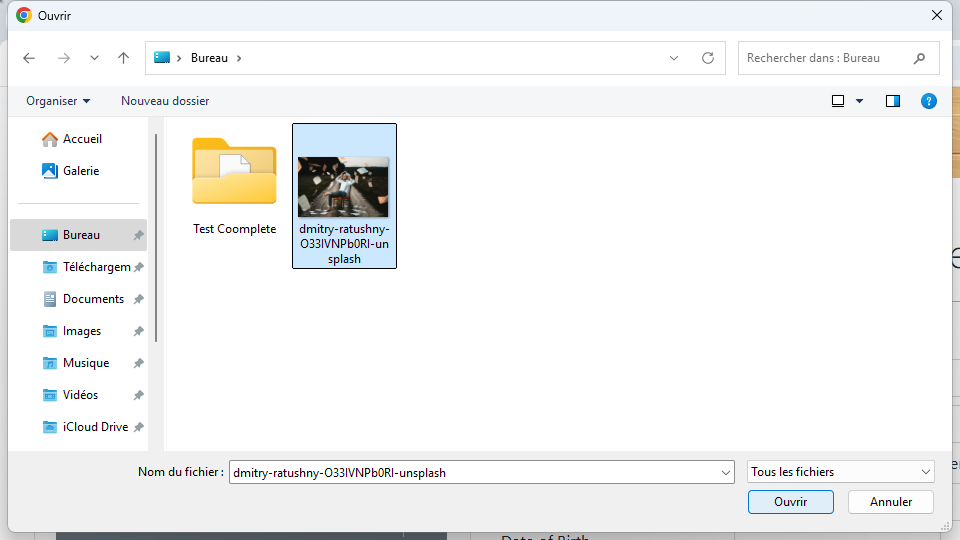 Ouvrir
Bureau
Rechercher dans : Bureau
Organiser
Nouveau dossier
?
Accueil
Galerie
Bureau
Téléchargem
Documents
Images
Musique
Vidéos
iCloud Drive
Test Coomplete
dmitry-ratushny-
O33IVNPb0RI-un
splash
Nom du fichier :
dmitry-ratushny-O33IVNPb0RI-unsplash
Tous les fichiers
Ouvrir
Annuler
Date of Birth